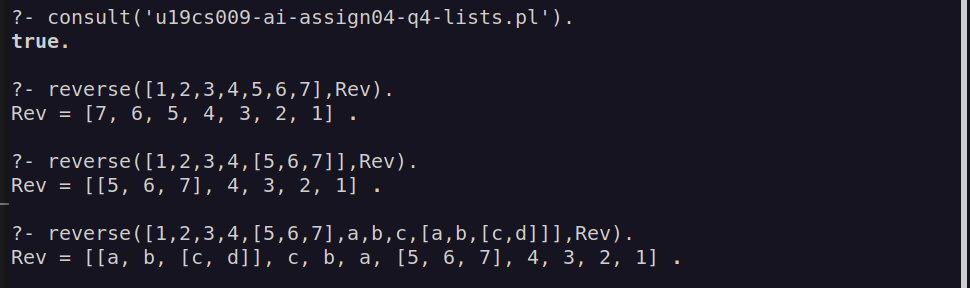 ?- consult('u19cs009-ai-assign04-q4-lists.pl').
true.
?- reverse([1,2,3,4,5,6,7],Rev).
Rev = [7, 6, 5, 4, 3, 2, 1] .
?- reverse([1,2,3,4,[5,6,7]],Rev).
Rev = [[5, 6, 7], 4, 3, 2, 1] .
?- reverse([1,2,3,4,[5,6,7],a,b,c,[a,b,[c,d]]],Rev).
Rev = [[a, b, [c, d]], c, b, a, [5, 6, 7], 4, 3, 2, 1] .